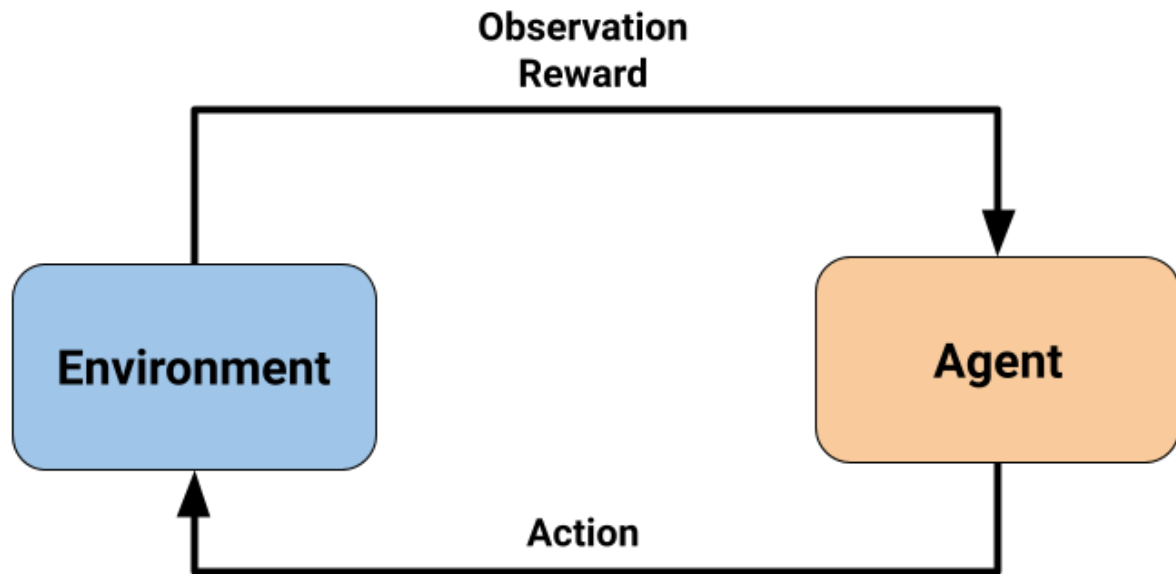 Observation
Reward
Environment
Agent
Action